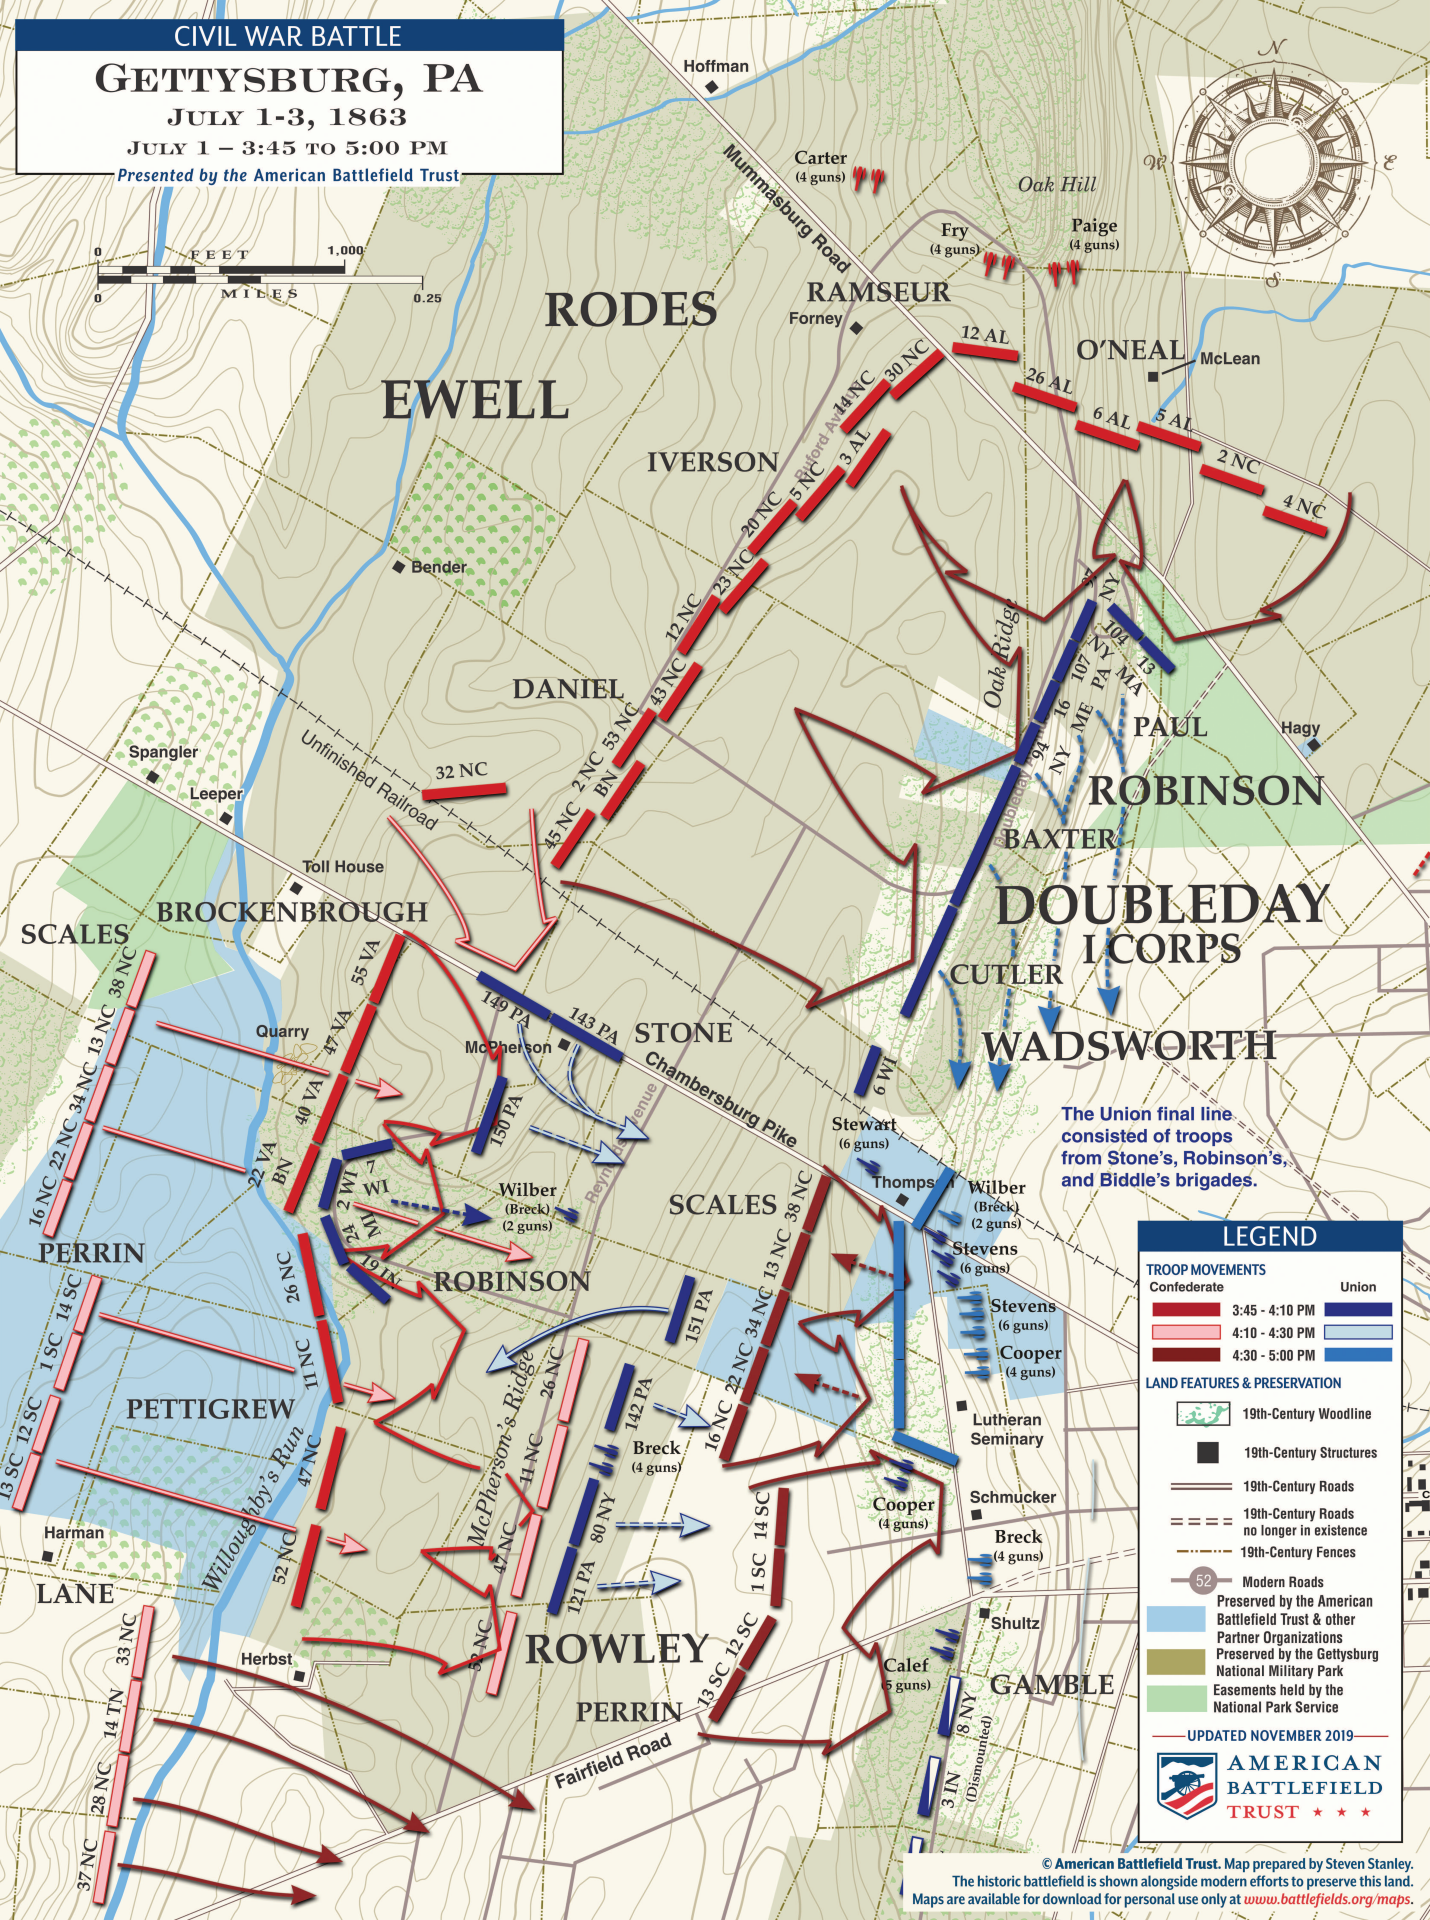 CIVIL WAR BATTLE
GETTYSBURG, PA
JULY 1-3, 1863
JULY 1 – 3:45 TO 5:00 PM
Presented by the American Battlefield Trust
0 FEET 1,000
0 MILES 0.25
N
W
E
S
Hoffman
Mummasburg Road
Carter
(4 guns)
Oak Hill
Fry
(4 guns)
Paige
(4 guns)
RODES
RAMSEUR
Forney
EWELL
12 AL
O'NEAL
McLean
30 NC
14 NC
26 AL
6 AL
5 AL
2 NC
4 NC
3 AL
IVERSON
5 NC
20 NC
23 NC
12 NC
Bender
Oak Ridge
97
NY
104
NY
13
MA
107
PA
16
ME
94
NY
PAUL
Hagy
ROBINSON
BAXTER
DANIEL
43 NC
53 NC
2 NC
BN
45 NC
32 NC
Unfinished Railroad
Spangler
Leeper
Toll House
BROCKENBROUGH
SCALES
DOUBLEDAY
I CORPS
CUTLER
WADSWORTH
38 NC
13 NC
34 NC
22 NC
16 NC
55 VA
47 VA
40 VA
22 VA
BN
Quarry
149 PA
143 PA
STONE
McPherson
Chambersburg Pike
150 PA
Reynolds Avenue
6 WI
Stewart
(6 guns)
The Union final line
consisted of troops
from Stone's, Robinson's,
and Biddle's brigades.
7
WI
2 WI
24
MI
19 IN
Wilber
(Breck)
(2 guns)
SCALES
38 NC
13 NC
34 NC
22 NC
16 NC
Thomps
Wilber
(Breck)
(2 guns)
Stevens
(6 guns)
Stevens
(6 guns)
Cooper
(4 guns)
Lutheran
Seminary
PERRIN
14 SC
1 SC
12 SC
13 SC
26 NC
11 NC
ROBINSON
151 PA
PETTIGREW
Willoughby's Run
47 NC
52 NC
McPherson's Ridge
26 NC
11 NC
47 NC
52 NC
142 PA
Breck
(4 guns)
80 NY
121 PA
14 SC
1 SC
12 SC
13 SC
Cooper
(4 guns)
Schmucker
Breck
(4 guns)
Shultz
Harman
LANE
33 NC
14 TN
28 NC
37 NC
Herbst
ROWLEY
PERRIN
Fairfield Road
Calef
(5 guns)
GAMBLE
8 NY
3 IN
(Dismounted)
LEGEND
TROOP MOVEMENTS
Confederate Union
3:45 - 4:10 PM
4:10 - 4:30 PM
4:30 - 5:00 PM
LAND FEATURES & PRESERVATION
19th-Century Woodline
19th-Century Structures
19th-Century Roads
19th-Century Roads
no longer in existence
19th-Century Fences
52 Modern Roads
Preserved by the American
Battlefield Trust & other
Partner Organizations
Preserved by the Gettysburg
National Military Park
Easements held by the
National Park Service
UPDATED NOVEMBER 2019
AMERICAN
BATTLEFIELD
TRUST
© American Battlefield Trust. Map prepared by Steven Stanley.
The historic battlefield is shown alongside modern efforts to preserve this land.
Maps are available for download for personal use only at www.battlefields.org/maps.